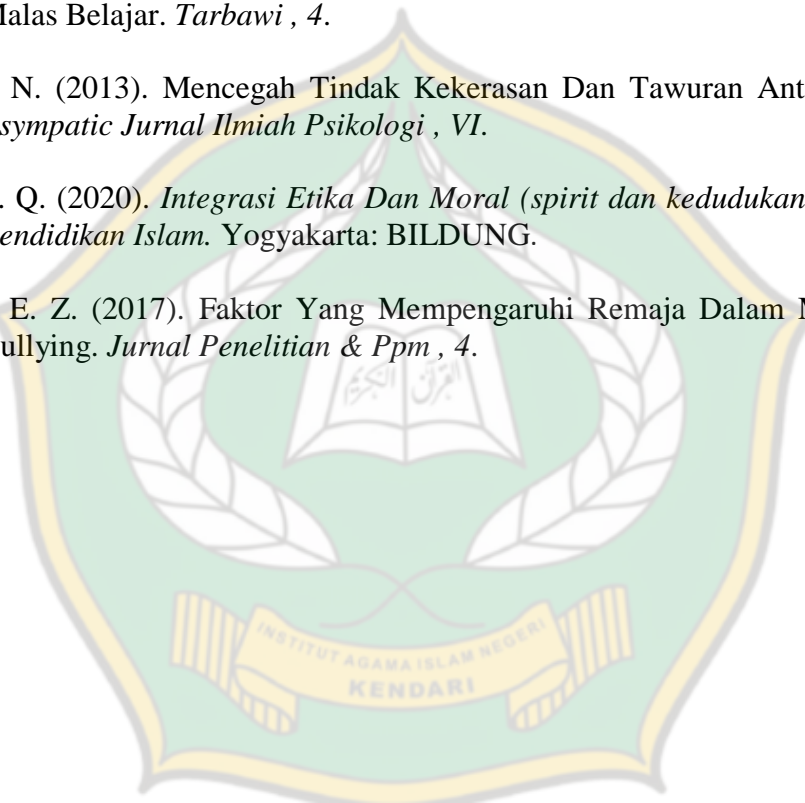 Malas Belajar. Tarbawi , 4.
N. (2013). Mencegah Tindak Kekerasan Dan Tawuran Ant
sympatic Jurnal Ilmiah Psikologi , VI.
. Q. (2020). Integrasi Etika Dan Moral (spirit dan kedudukan
endidikan Islam. Yogyakarta: BILDUNG.
E. Z. (2017). Faktor Yang Mempengaruhi Remaja Dalam M
ullying. Jurnal Penelitian & Ppm , 4.
القرآن الكريم
INSTITUT AGAMA ISLAM NEGERI
KENDARI